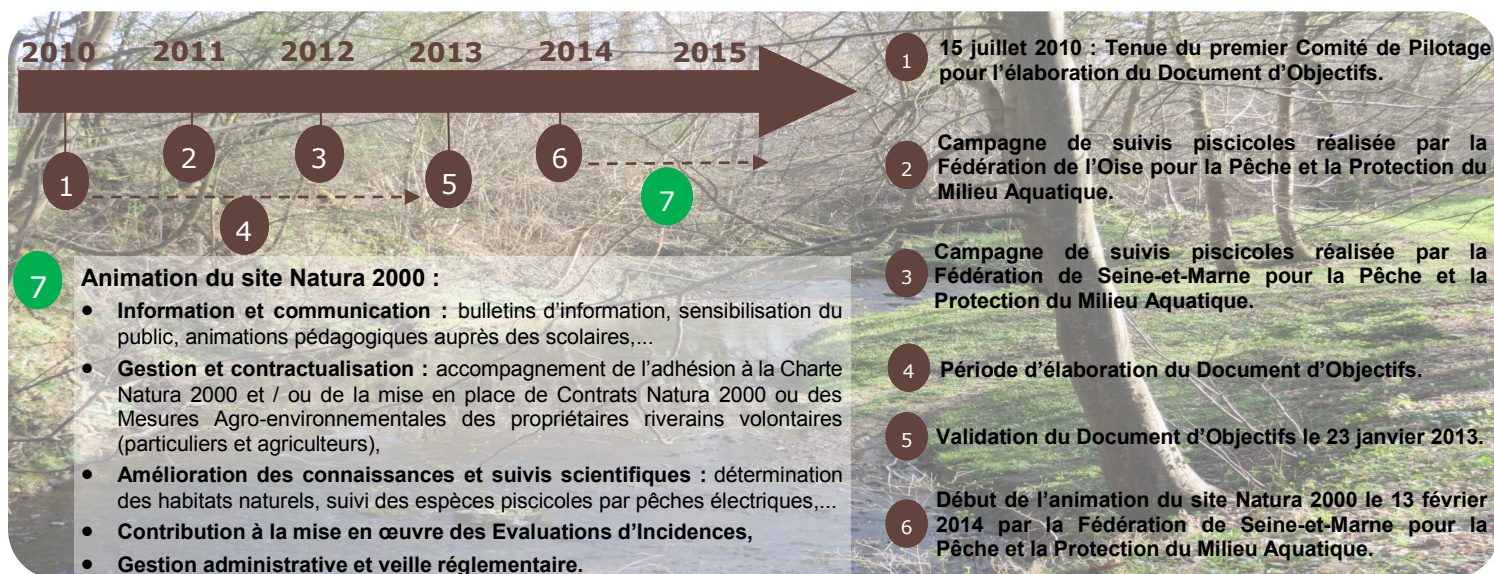 2010 2011 2012 2013 2014 2015
1
2
3
4
5
6
7
1 15 juillet 2010 : Tenue du premier Comité de Pilotage
pour l'élaboration du Document d'Objectifs.
2 Campagne de suivis piscicoles réalisée par la
Fédération de l'Oise pour la Pêche et la Protection du
Milieu Aquatique.
3 Campagne de suivis piscicoles réalisée par la
Fédération de Seine-et-Marne pour la Pêche et la
Protection du Milieu Aquatique.
4 Période d'élaboration du Document d'Objectifs.
5 Validation du Document d'Objectifs le 23 janvier 2013.
6 Début de l'animation du site Natura 2000 le 13 février
2014 par la Fédération de Seine-et-Marne pour la
Pêche et la Protection du Milieu Aquatique.
7 Animation du site Natura 2000 :
• Information et communication : bulletins d'information, sensibilisation du
public, animations pédagogiques auprès des scolaires,...
• Gestion et contractualisation : accompagnement de l'adhésion à la Charte
Natura 2000 et / ou de la mise en place de Contrats Natura 2000 ou des
Mesures Agro-environnementales des propriétaires riverains volontaires
(particuliers et agriculteurs),
• Amélioration des connaissances et suivis scientifiques : détermination
des habitats naturels, suivi des espèces piscicoles par pêches électriques,...
• Contribution à la mise en œuvre des Evaluations d'Incidences,
• Gestion administrative et veille réglementaire.